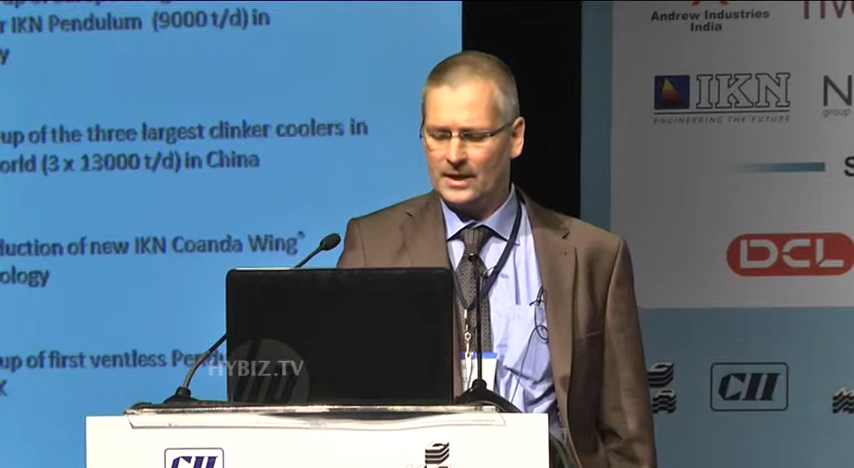 r IKN Pendulum (9000 t/d) in
up of the three largest clinker coolers in
orld (3 x 13000 t/d) in China
duction of new IKN Coanda Wing
ology
up of first ventless
HYBIZ.TV
hp
Andrew Industries
India
IKN
ENGINEERING THE FUTURE
N
group
S
DCL
CII
CII